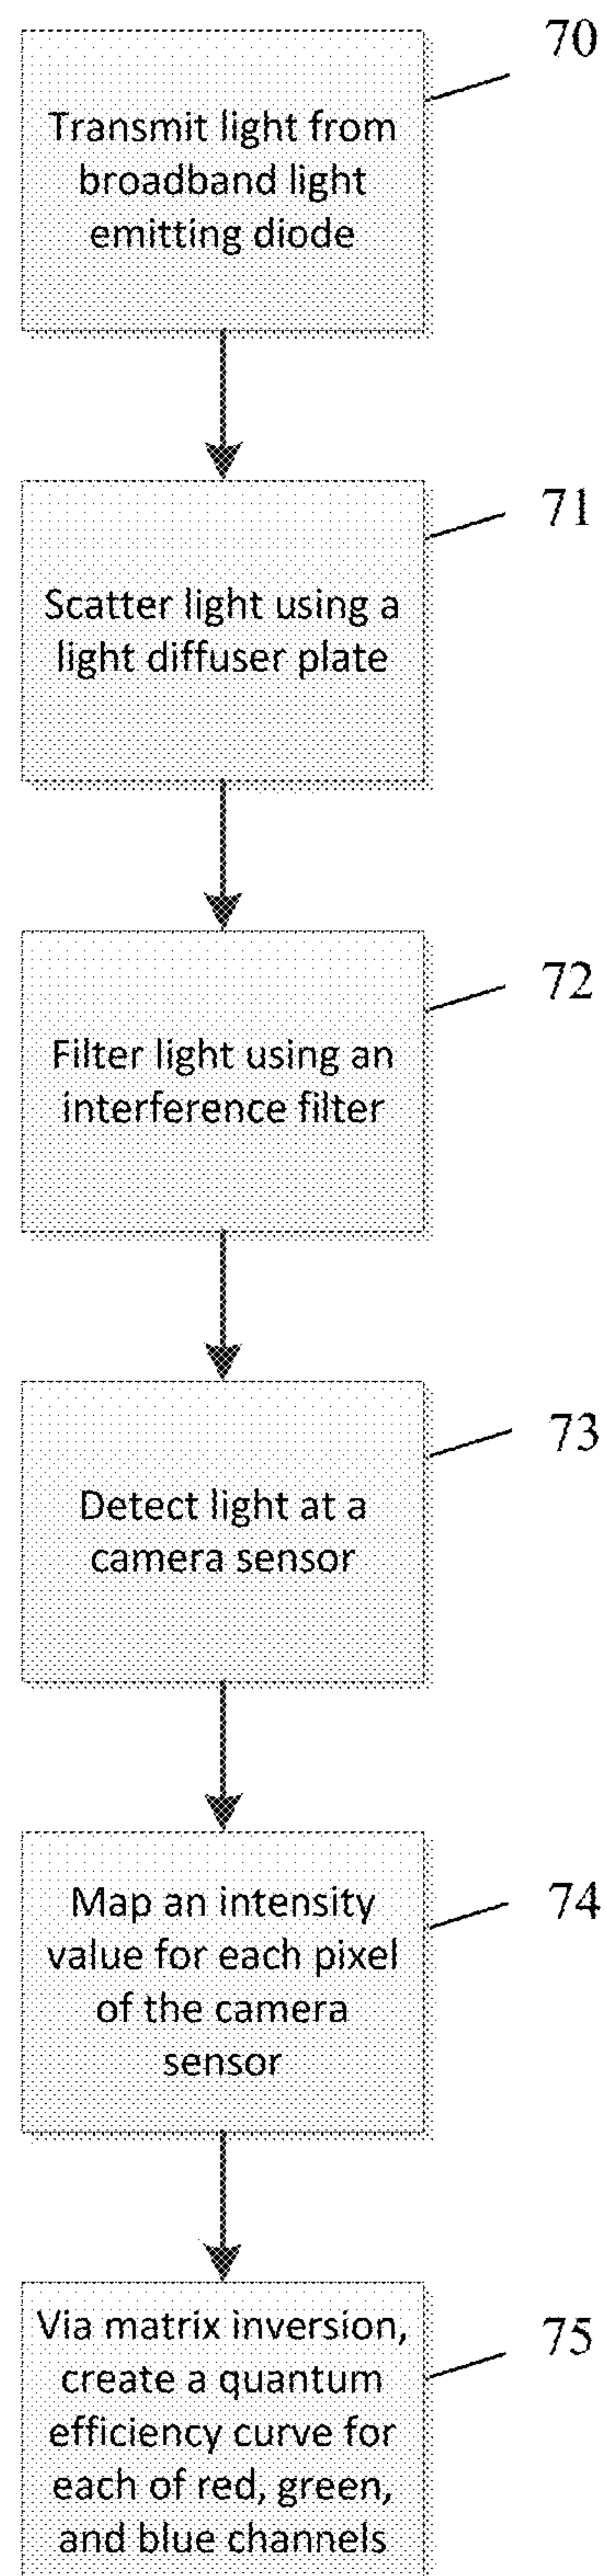 70
Transmit light from
broadband light
emitting diode
71
Scatter light using a
light diffuser plate
72
Filter light using an
interference filter
73
Detect light at a
camera sensor
74
Map an intensity
value for each pixel
of the camera
sensor
75
Via matrix inversion,
create a quantum
efficiency curve for
each of red, green,
and blue channels